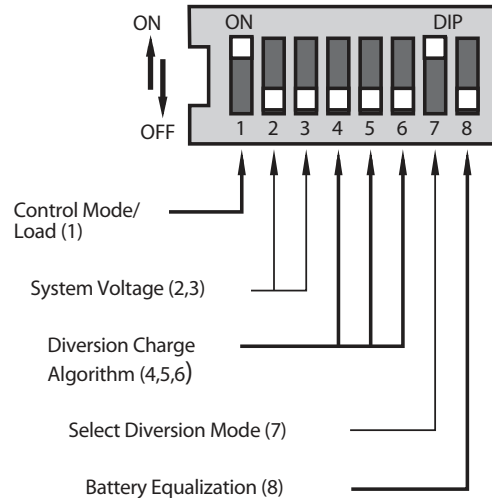 ON
ON DIP
OFF
1 2 3 4 5 6 7 8
Control Mode/
Load (1)
System Voltage (2,3)
Diversion Charge
Algorithm (4,5,6)
Select Diversion Mode (7)
Battery Equalization (8)